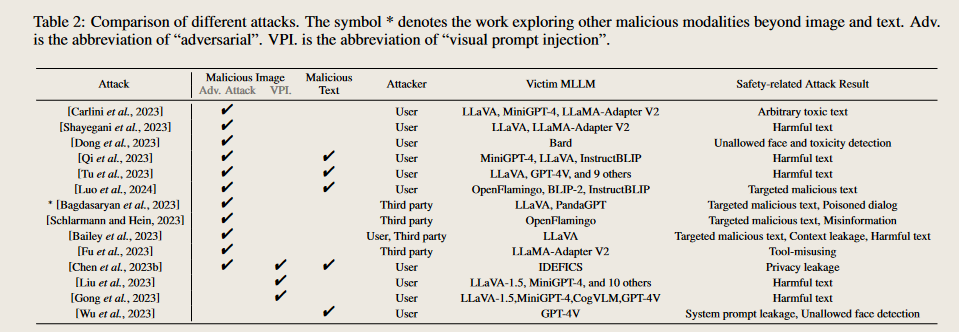 Table 2: Comparison of different attacks. The symbol * denotes the work exploring other malicious modalities beyond image and text. Adv.
is the abbreviation of “adversarial”. VPI. is the abbreviation of “visual prompt injection”.
Attack Malicious Image Malicious Attacker Victim MLLM Safety-related Attack Result
Adv. Attack VPI. Text
[Carlini et al., 2023] ✔ User LLaVA, MiniGPT-4, LLaMA-Adapter V2 Arbitrary toxic text
[Shayegani et al., 2023] ✔ User LLaVA, LLaMA-Adapter V2 Harmful text
[Dong et al., 2023] ✔ User Bard Unallowed face and toxicity detection
[Qi et al., 2023] ✔ ✔ User MiniGPT-4, LLaVA, InstructBLIP Harmful text
[Tu et al., 2023] ✔ ✔ User LLaVA, GPT-4V, and 9 others Harmful text
[Luo et al., 2024] ✔ ✔ User OpenFlamingo, BLIP-2, InstructBLIP Targeted malicious text
* [Bagdasaryan et al., 2023] ✔ Third party LLaVA, PandaGPT Targeted malicious text, Poisoned dialog
[Schlarmann and Hein, 2023] ✔ Third party OpenFlamingo Targeted malicious text, Misinformation
[Bailey et al., 2023] ✔ User, Third party LLaVA Targeted malicious text, Context leakage, Harmful text
[Fu et al., 2023] ✔ Third party LLaMA-Adapter V2 Tool-misusing
[Chen et al., 2023b] ✔ ✔ ✔ User IDEFICS Privacy leakage
[Liu et al., 2023] ✔ User LLaVA-1.5, MiniGPT-4, and 10 others Harmful text
[Gong et al., 2023] ✔ User LLaVA-1.5,MiniGPT-4,CogVLM,GPT-4V Harmful text
[Wu et al., 2023] ✔ User GPT-4V System prompt leakage, Unallowed face detection